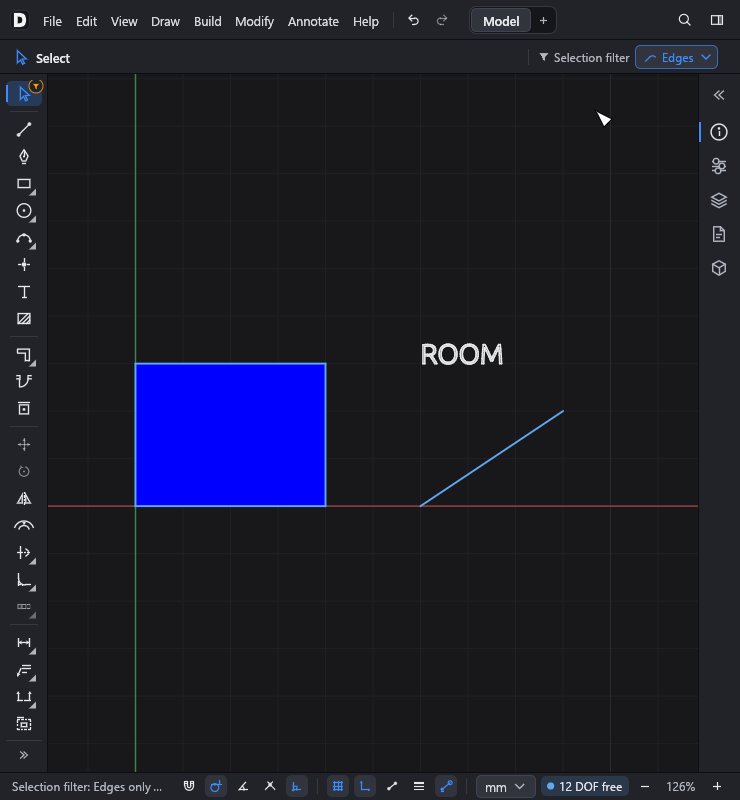 D File Edit View Draw Build Modify Annotate Help Model +
Select Selection filter Edges
ROOM
Selection filter: Edges only ... mm 12 DOF free 126%